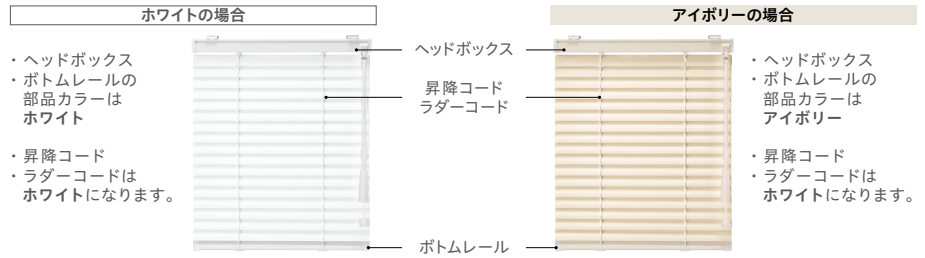 ホワイトの場合
・ヘッドボックス
・ボトムレールの
部品カラーは
ホワイト
・昇降コード
・ラダーコードは
ホワイトになります。
ヘッドボックス
昇降コード
ラダーコード
ボトムレール
アイボリーの場合
・ヘッドボックス
・ボトムレールの
部品カラーは
アイボリー
・昇降コード
・ラダーコードは
ホワイトになります。